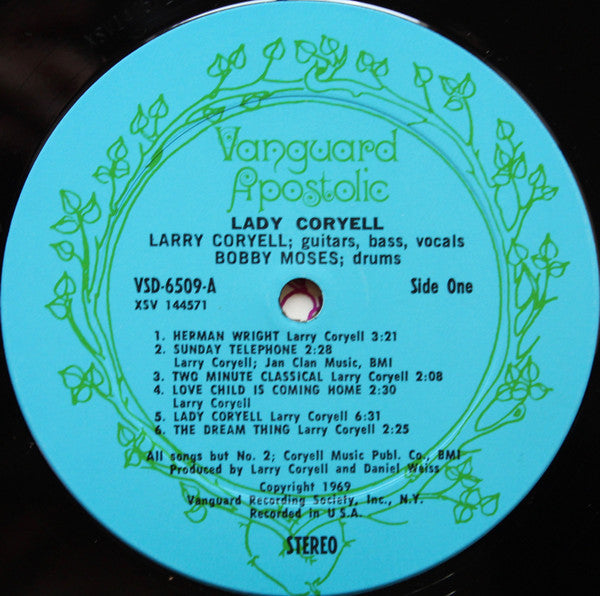 Vanguard
Apostolic
LADY CORYELL
LARRY CORYELL; guitars, bass, vocals
BOBBY MOSES; drums
VSD-6509-A
Side One
XSV 144571
1. HERMAN WRIGHT Larry Coryell 3:21
2. SUNDAY TELEPHONE 2:28
Larry Coryell; Jan Clan Music, BMI
3. TWO MINUTE CLASSICAL Larry Coryell 2:08
4. LOVE CHILD IS COMING HOME 2:30
Larry Coryell
5. LADY CORYELL Larry Coryell 6:31
6. THE DREAM THING Larry Coryell 2:25
All songs but No. 2; Coryell Music Publ. Co., BMI
Produced by Larry Coryell and Daniel Weiss
Copyright 1969
Vanguard Recording Society, Inc., N.Y.
Recorded in U.S.A.
STEREO